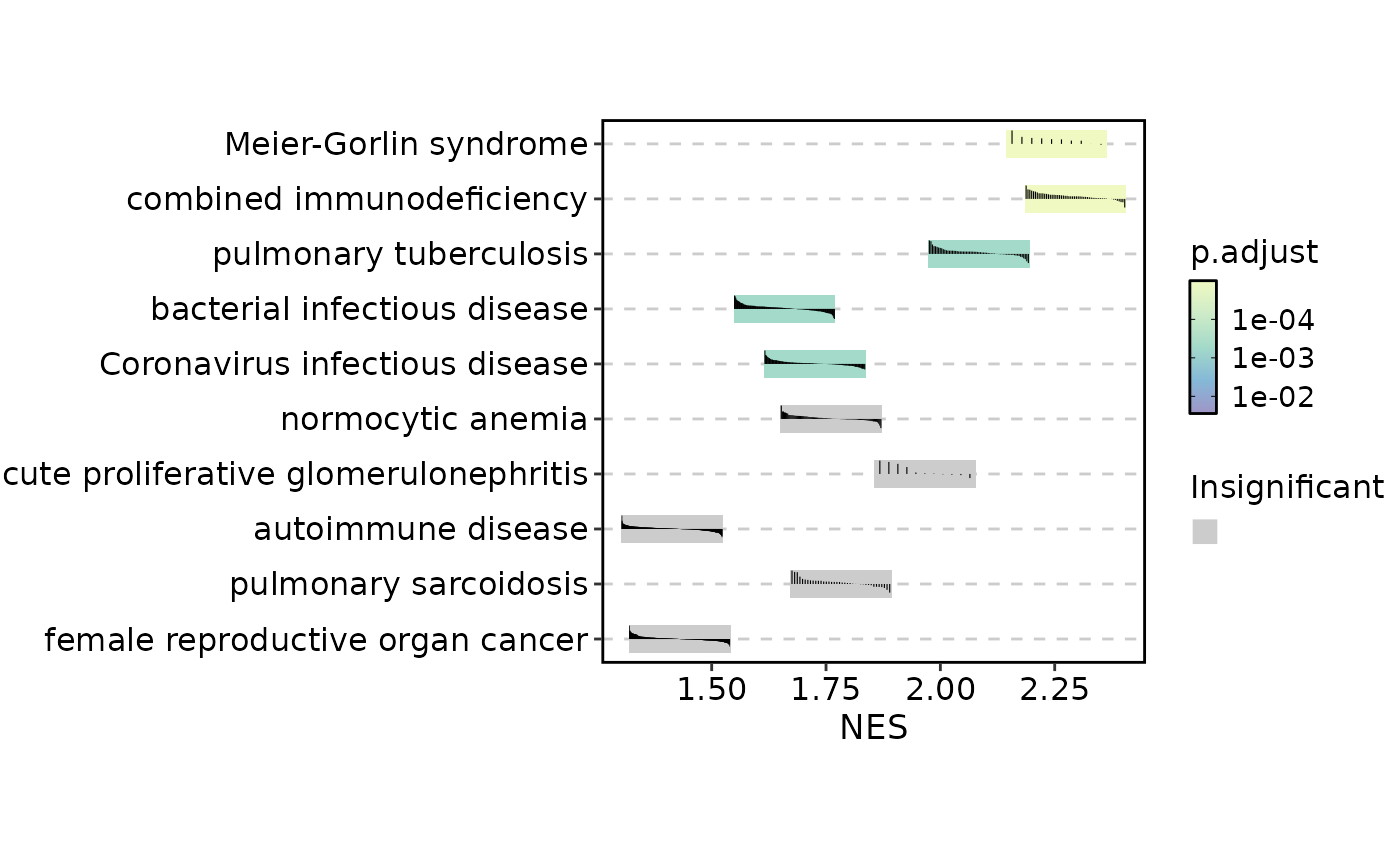 Meier-Gorlin syndrome
combined immunodeficiency
pulmonary tuberculosis
bacterial infectious disease
Coronavirus infectious disease
normocytic anemia
cute proliferative glomerulonephritis
autoimmune disease
pulmonary sarcoidosis
female reproductive organ cancer
1.50 1.75 2.00 2.25
NES
p.adjust
1e-04
1e-03
1e-02
Insignificant